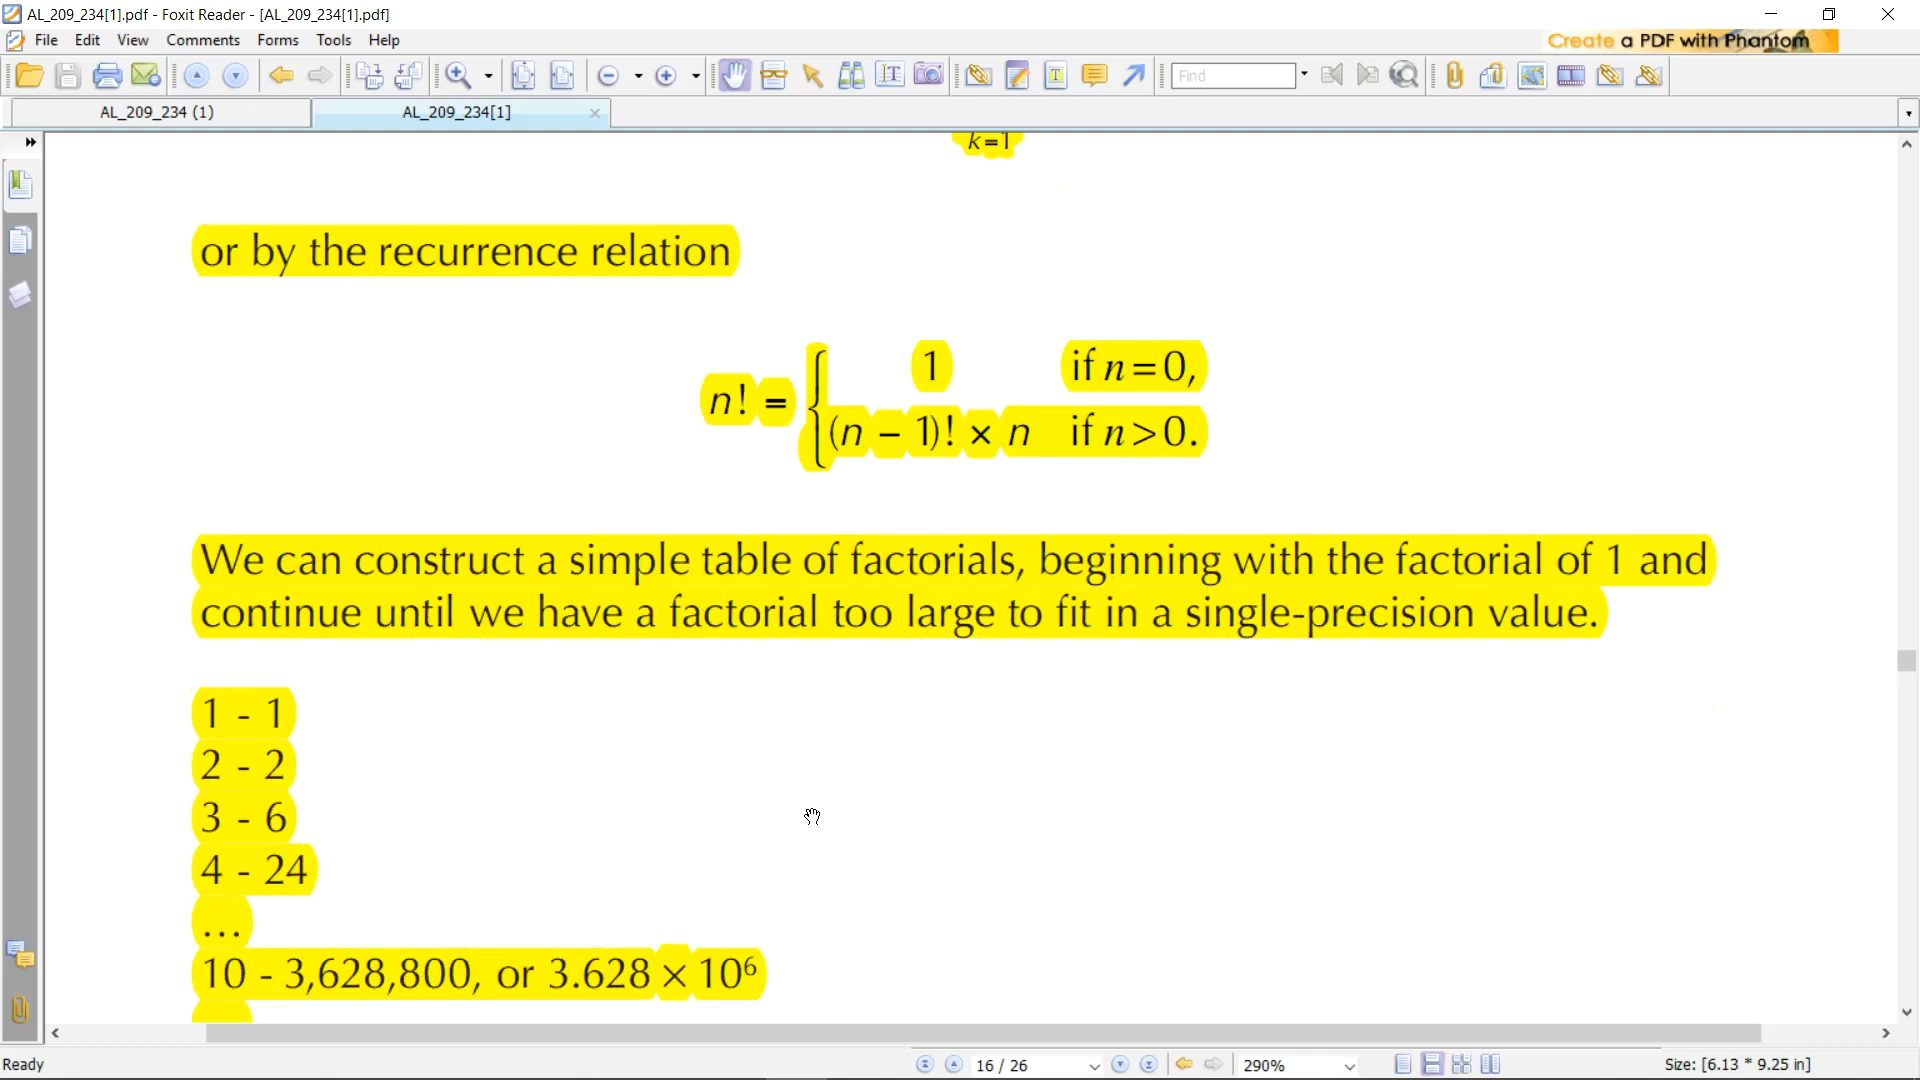 AL_209_234[1].pdf - Foxit Reader - [AL_209_234[1].pdf]
File Edit View Comments Forms Tools Help
Create a PDF with Phantom
Find
AL_209_234 (1) AL_209_234[1]
k=1
or by the recurrence relation
1 if n=0,
n! =
(n − 1)! × n if n>0.
We can construct a simple table of factorials, beginning with the factorial of 1 and
continue until we have a factorial too large to fit in a single-precision value.
1 - 1
2 - 2
3 - 6
4 - 24
…
10 - 3,628,800, or 3.628 × 10⁶
Ready 16 / 26 290% Size: [6.13 * 9.25 in]